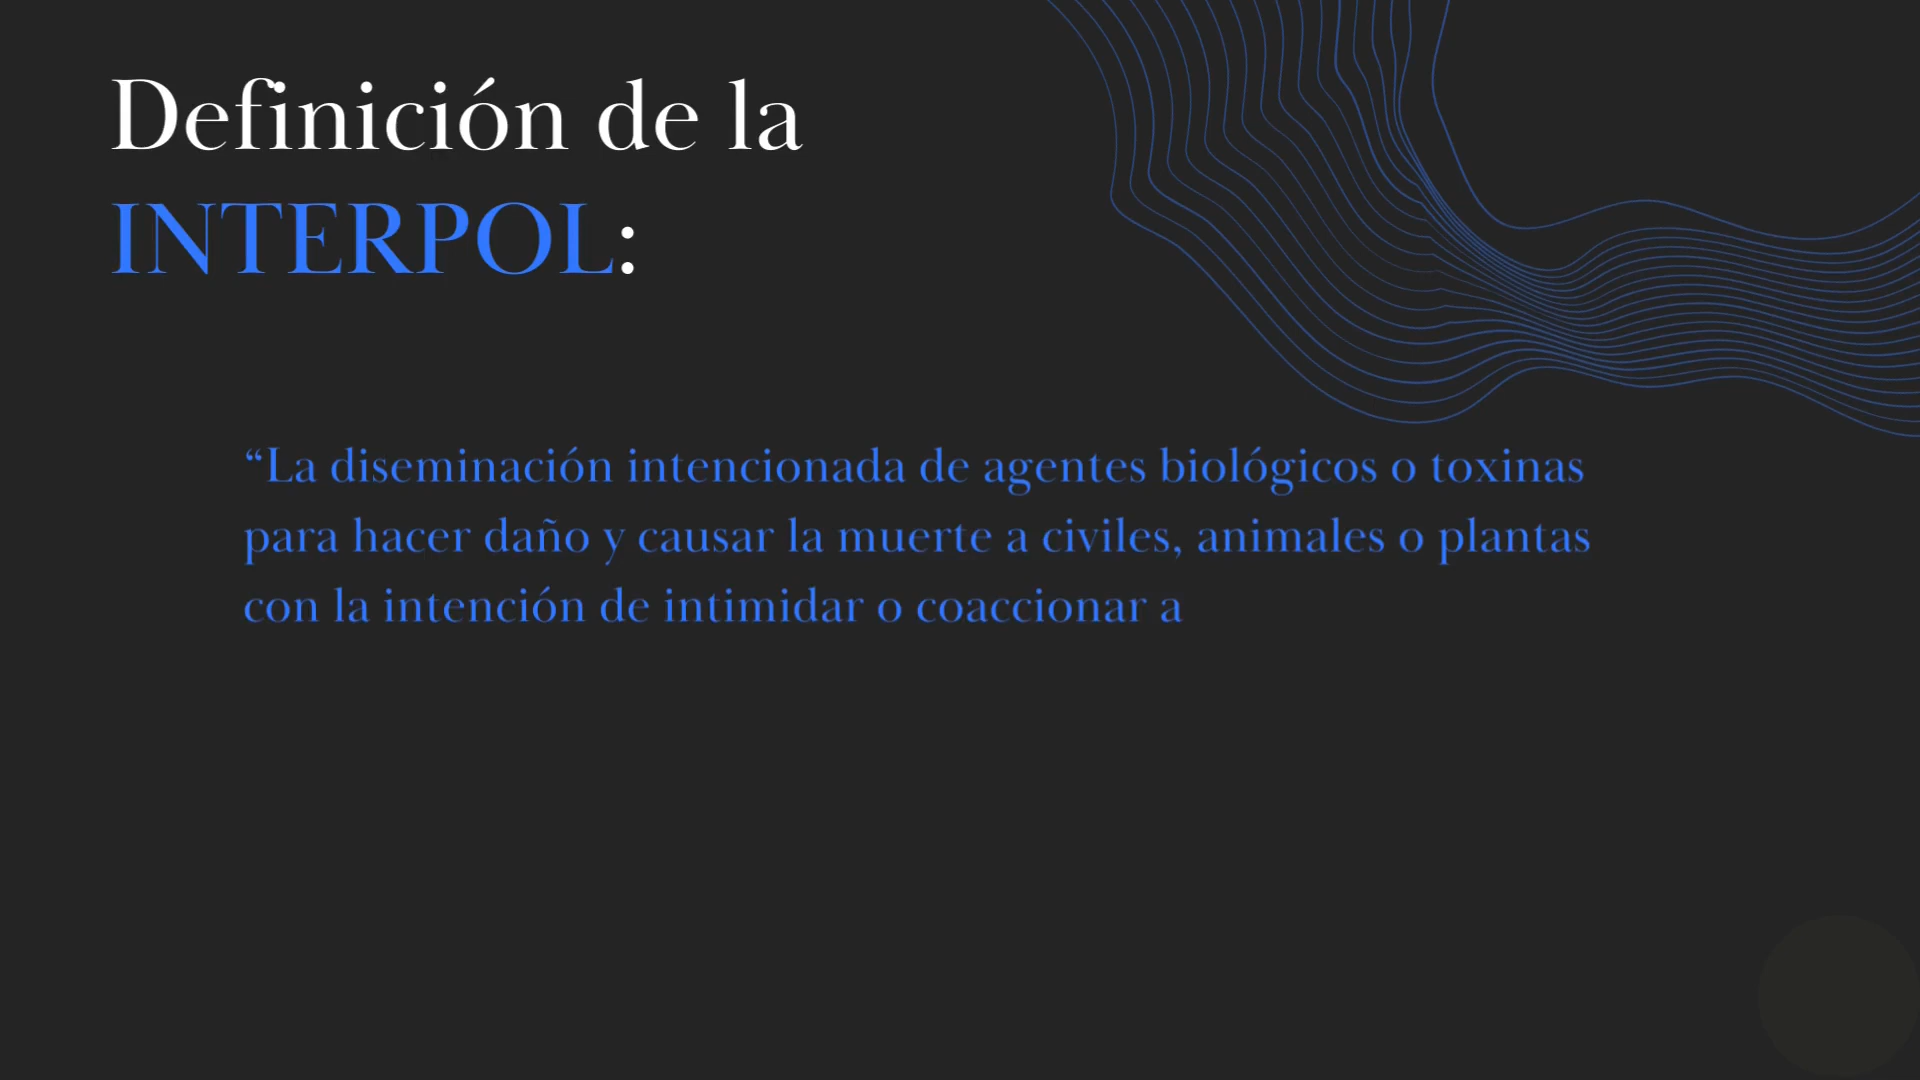 Definición de la
INTERPOL:
“La diseminación intencionada de agentes biológicos o toxinas
para hacer daño y causar la muerte a civiles, animales o plantas
con la intención de intimidar o coaccionar a